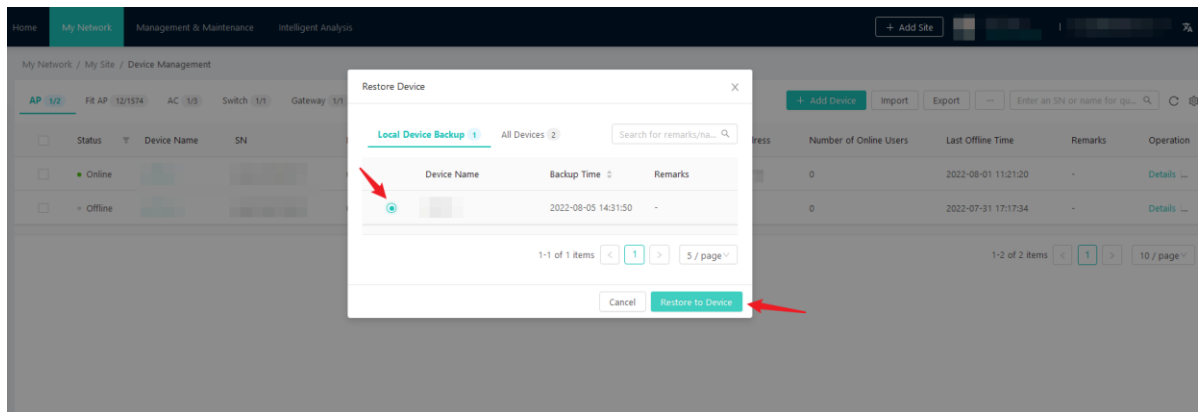 Home My Network Management & Maintenance Intelligent Analysis + Add Site
My Network / My Site / Device Management
AP 1/2 Fit AP 12/1574 AC 1/3 Switch 1/1 Gateway 1/1 + Add Device Import Export ... Enter an SN or name for qu...
Status Device Name SN Number of Online Users Last Offline Time Remarks Operation
Online 0 2022-08-01 11:21:20 - Details ...
Offline 0 2022-07-31 17:17:34 - Details ...
1-2 of 2 items < 1 > 10 / page
Restore Device
Local Device Backup 1 All Devices 2 Search for remarks/na...
Device Name Backup Time Remarks
2022-08-05 14:31:50 -
1-1 of 1 items < 1 > 5 / page
Cancel Restore to Device